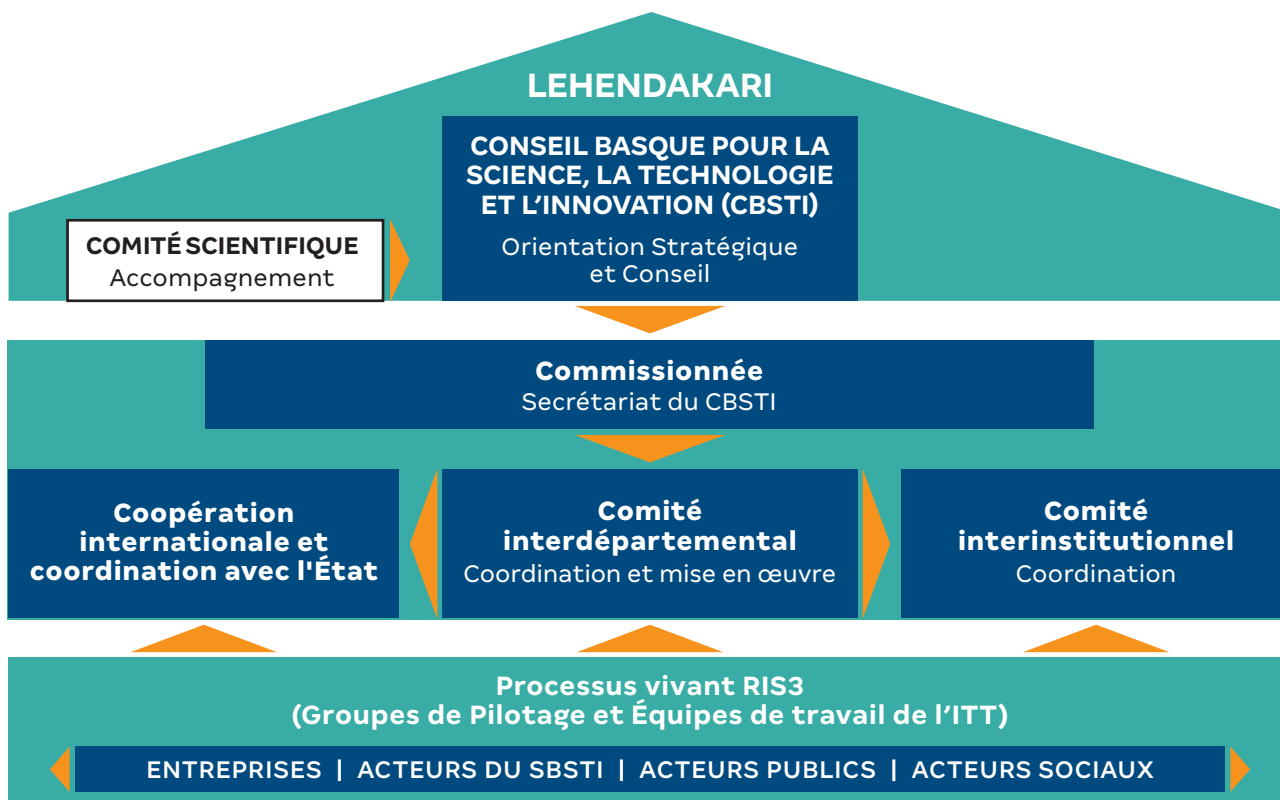 LEHENDAKARI
CONSEIL BASQUE POUR LA
SCIENCE, LA TECHNOLOGIE
ET L’INNOVATION (CBSTI)
Orientation Stratégique
et Conseil
COMITÉ SCIENTIFIQUE
Accompagnement
Commissionnée
Secrétariat du CBSTI
Coopération
internationale et
coordination avec l'État
Comité
interdépartemental
Coordination et mise en œuvre
Comité
interinstitutionnel
Coordination
Processus vivant RIS3
(Groupes de Pilotage et Équipes de travail de l’ITT)
ENTREPRISES | ACTEURS DU SBSTI | ACTEURS PUBLICS | ACTEURS SOCIAUX